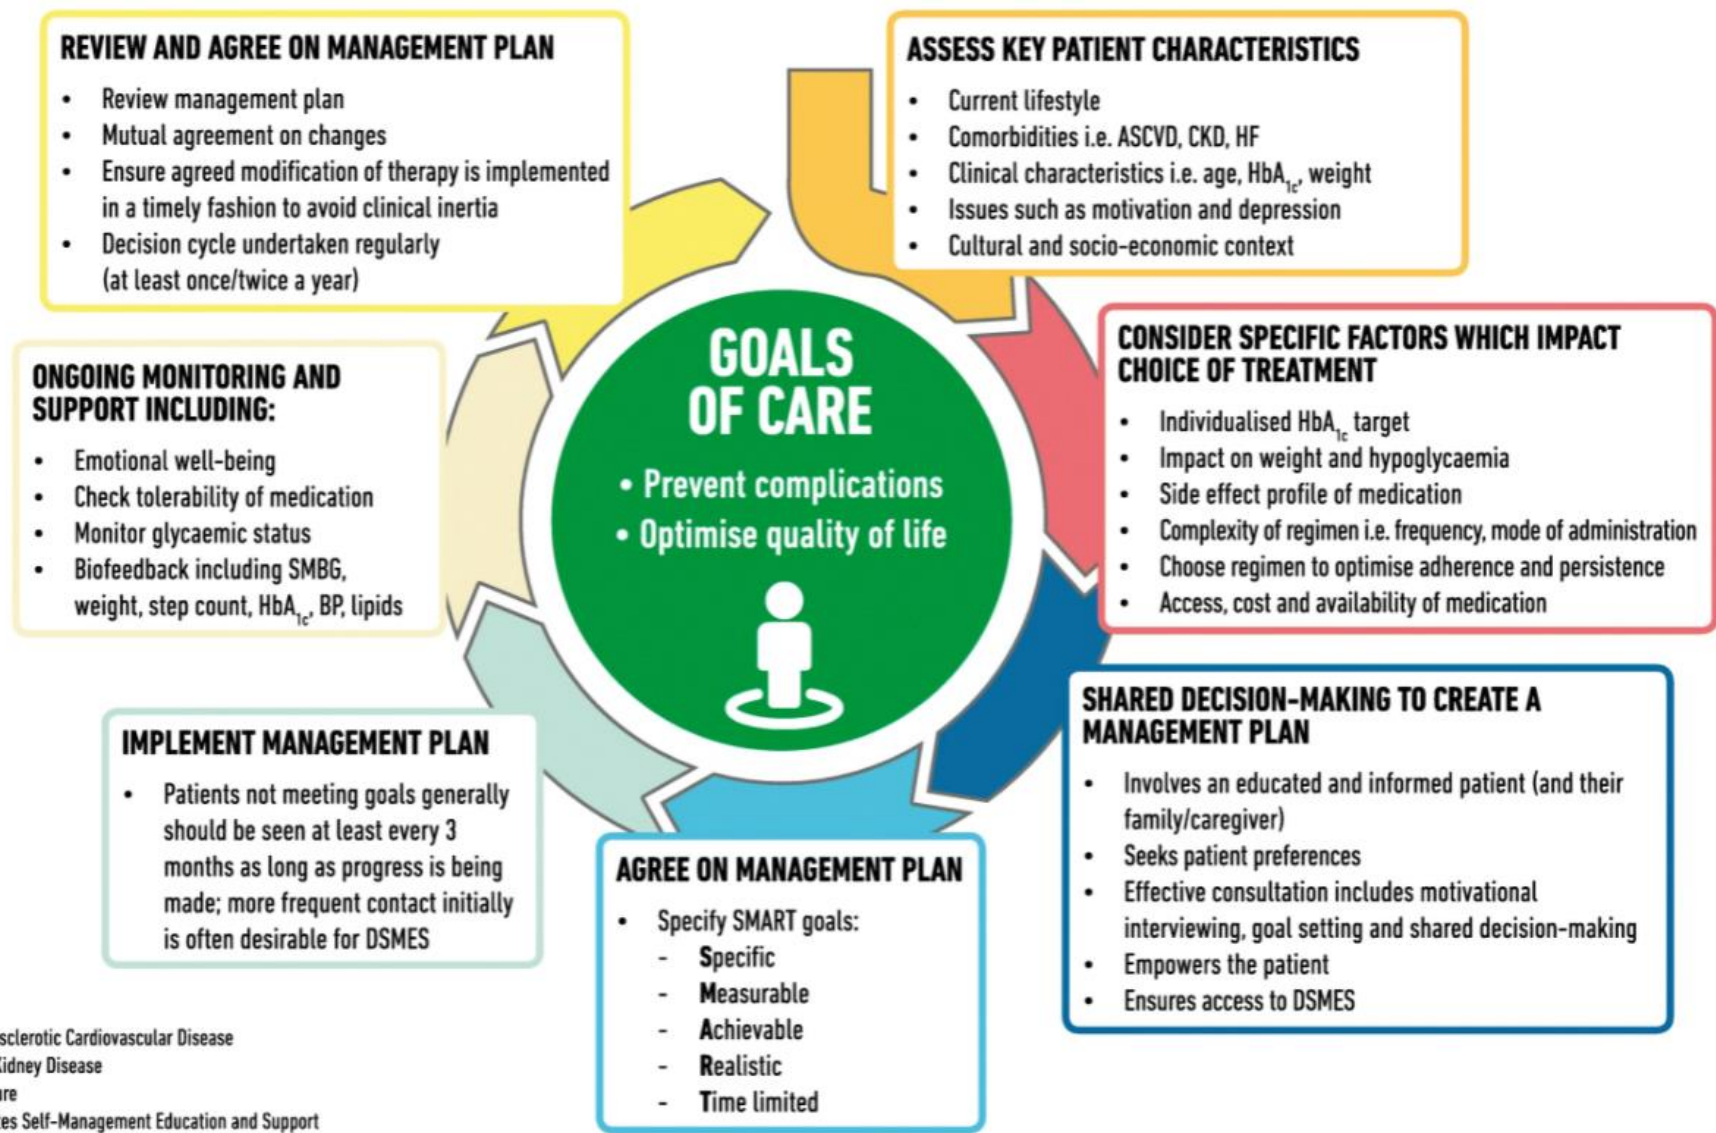 REVIEW AND AGREE ON MANAGEMENT PLAN
• Review management plan
• Mutual agreement on changes
• Ensure agreed modification of therapy is implemented
in a timely fashion to avoid clinical inertia
• Decision cycle undertaken regularly
(at least once/twice a year)
ASSESS KEY PATIENT CHARACTERISTICS
• Current lifestyle
• Comorbidities i.e. ASCVD, CKD, HF
• Clinical characteristics i.e. age, HbA1c, weight
• Issues such as motivation and depression
• Cultural and socio-economic context
CONSIDER SPECIFIC FACTORS WHICH IMPACT
CHOICE OF TREATMENT
• Individualised HbA1c target
• Impact on weight and hypoglycaemia
• Side effect profile of medication
• Complexity of regimen i.e. frequency, mode of administration
• Choose regimen to optimise adherence and persistence
• Access, cost and availability of medication
SHARED DECISION-MAKING TO CREATE A
MANAGEMENT PLAN
• Involves an educated and informed patient (and their
family/caregiver)
• Seeks patient preferences
• Effective consultation includes motivational
interviewing, goal setting and shared decision-making
• Empowers the patient
• Ensures access to DSMES
AGREE ON MANAGEMENT PLAN
• Specify SMART goals:
- Specific
- Measurable
- Achievable
- Realistic
- Time limited
IMPLEMENT MANAGEMENT PLAN
• Patients not meeting goals generally
should be seen at least every 3
months as long as progress is being
made; more frequent contact initially
is often desirable for DSMES
ONGOING MONITORING AND
SUPPORT INCLUDING:
• Emotional well-being
• Check tolerability of medication
• Monitor glycaemic status
• Biofeedback including SMBG,
weight, step count, HbA1c, BP, lipids
GOALS
OF CARE
• Prevent complications
• Optimise quality of life
sclerotic Cardiovascular Disease
Kidney Disease
ure
tes Self-Management Education and Support